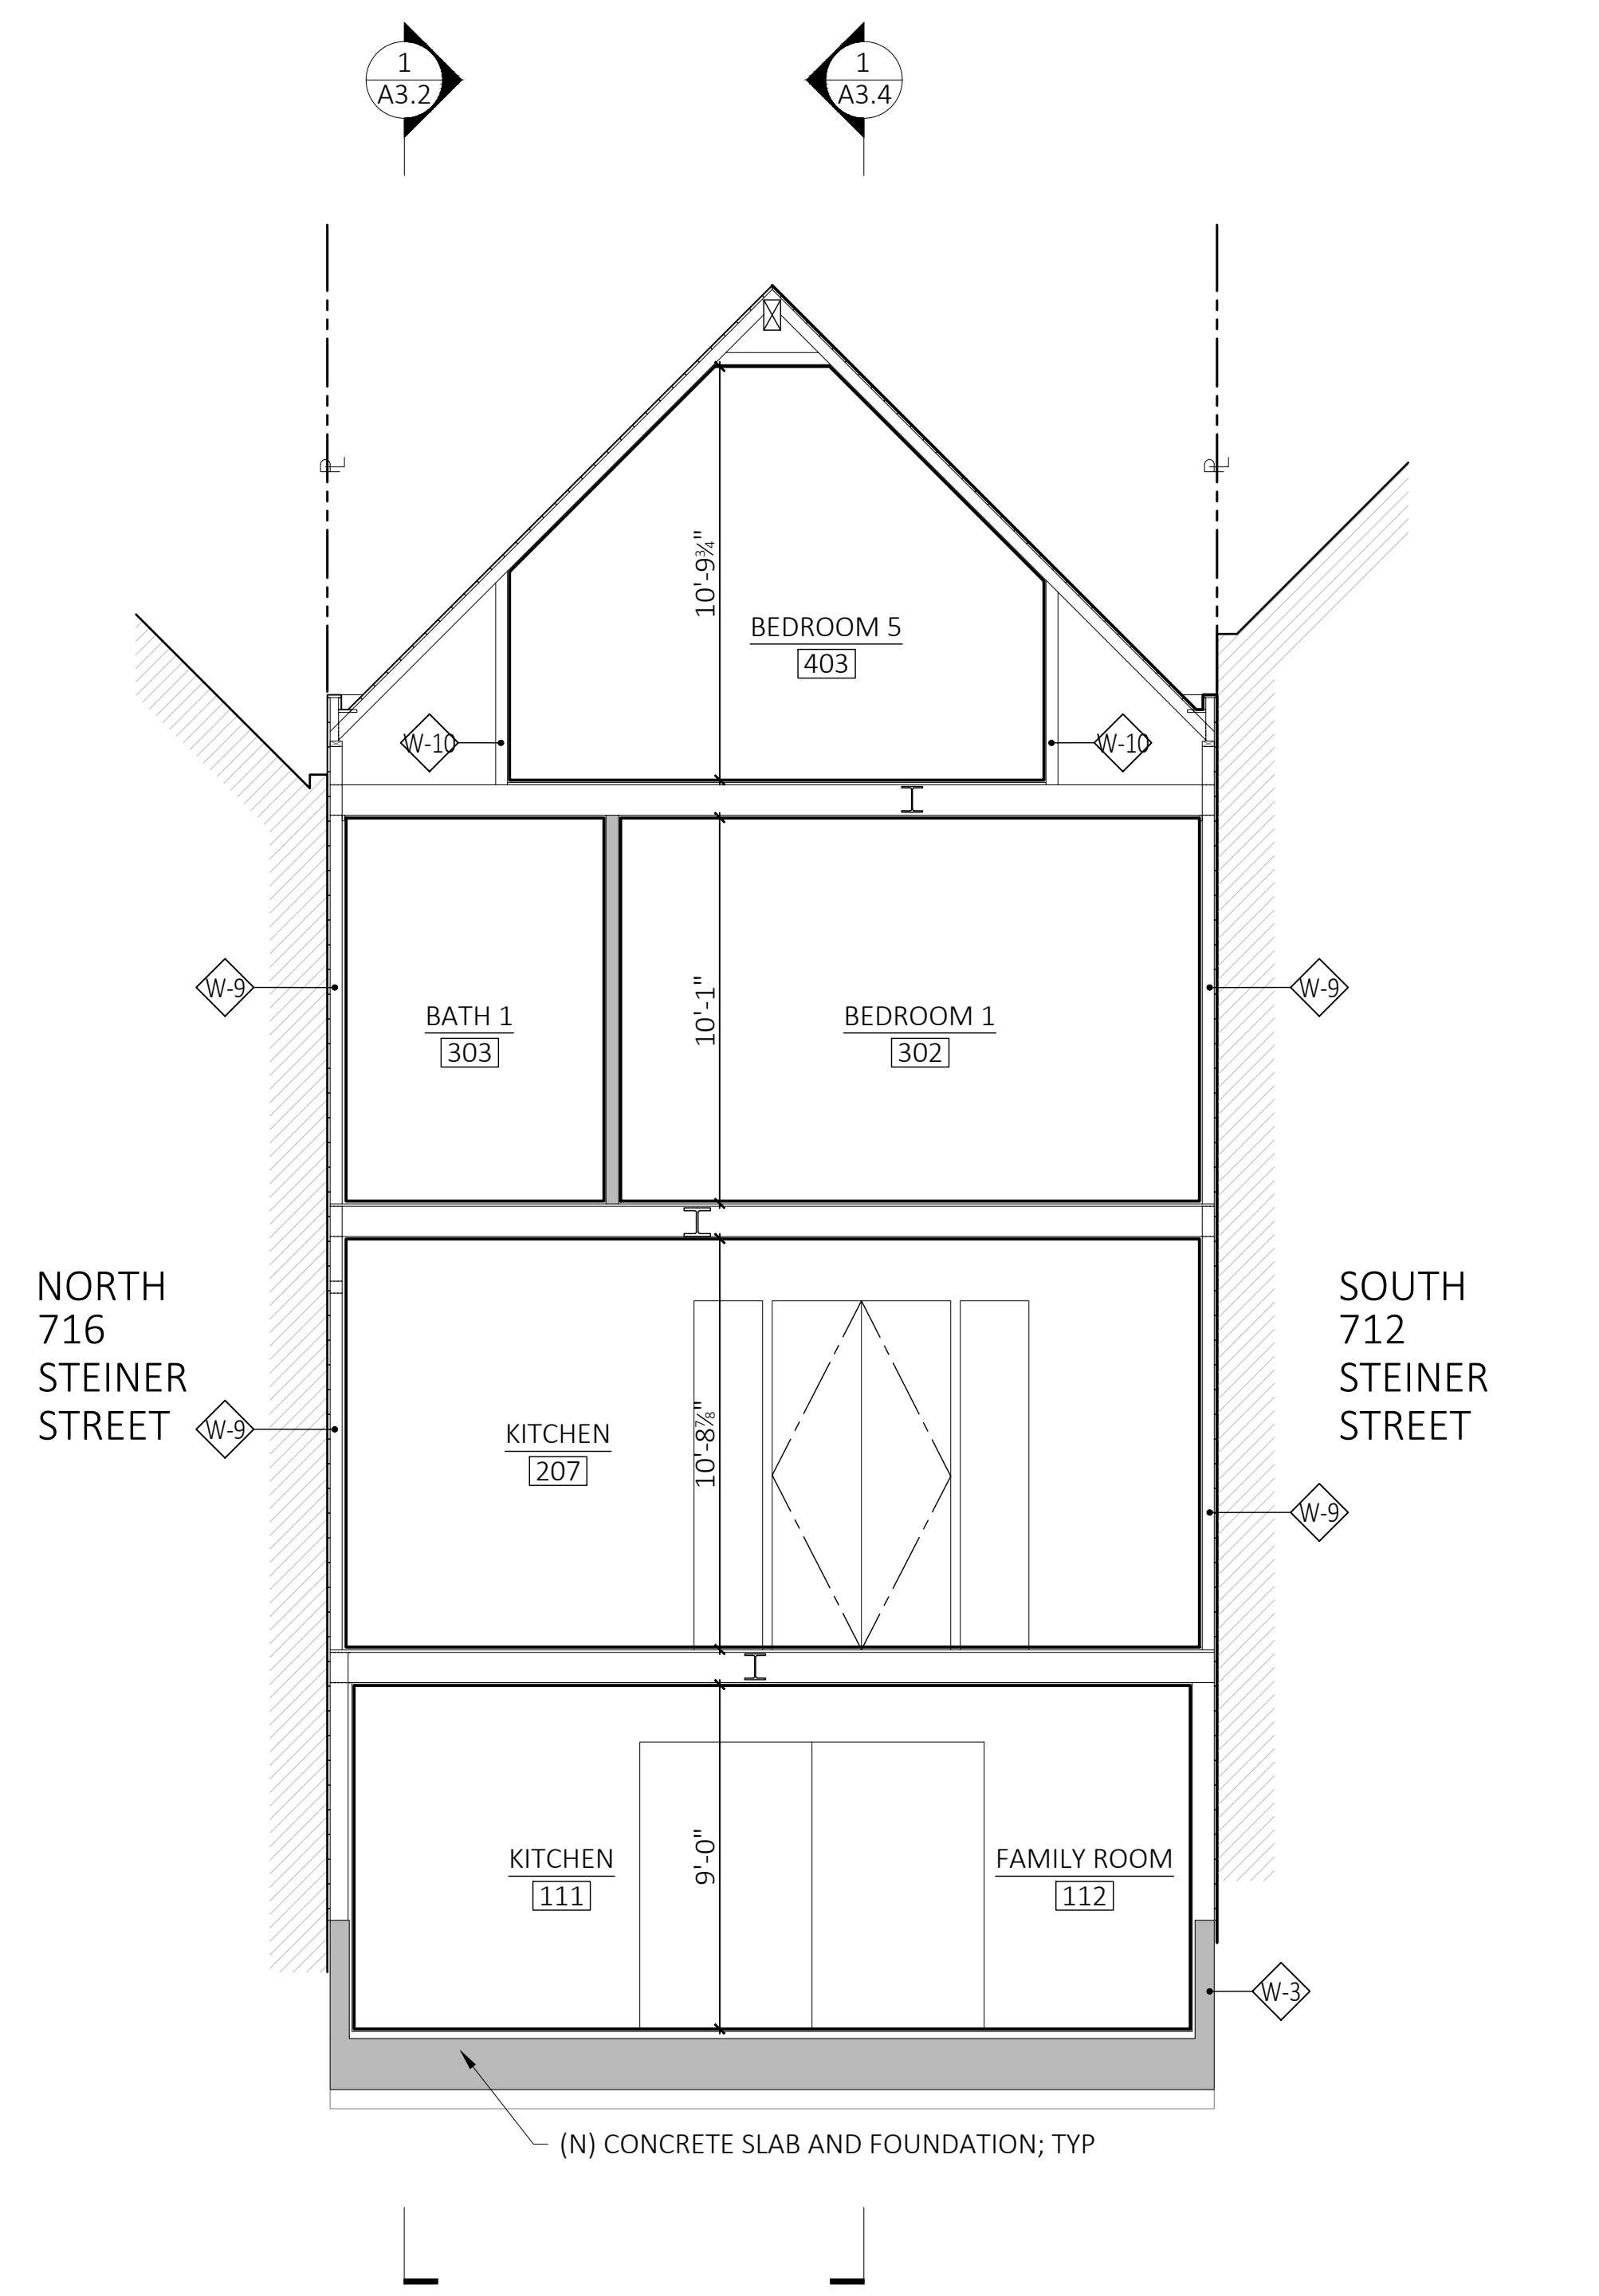 1
A3.2
1
A3.4
PL
PL
10'-9¾"
BEDROOM 5
403
W-10
W-10
W-9
W-9
BATH 1
303
10'-1"
BEDROOM 1
302
NORTH
716
STEINER
STREET
SOUTH
712
STEINER
STREET
W-9
KITCHEN
207
10'-8⅞"
W-9
KITCHEN
111
9'-0"
FAMILY ROOM
112
W-3
(N) CONCRETE SLAB AND FOUNDATION; TYP